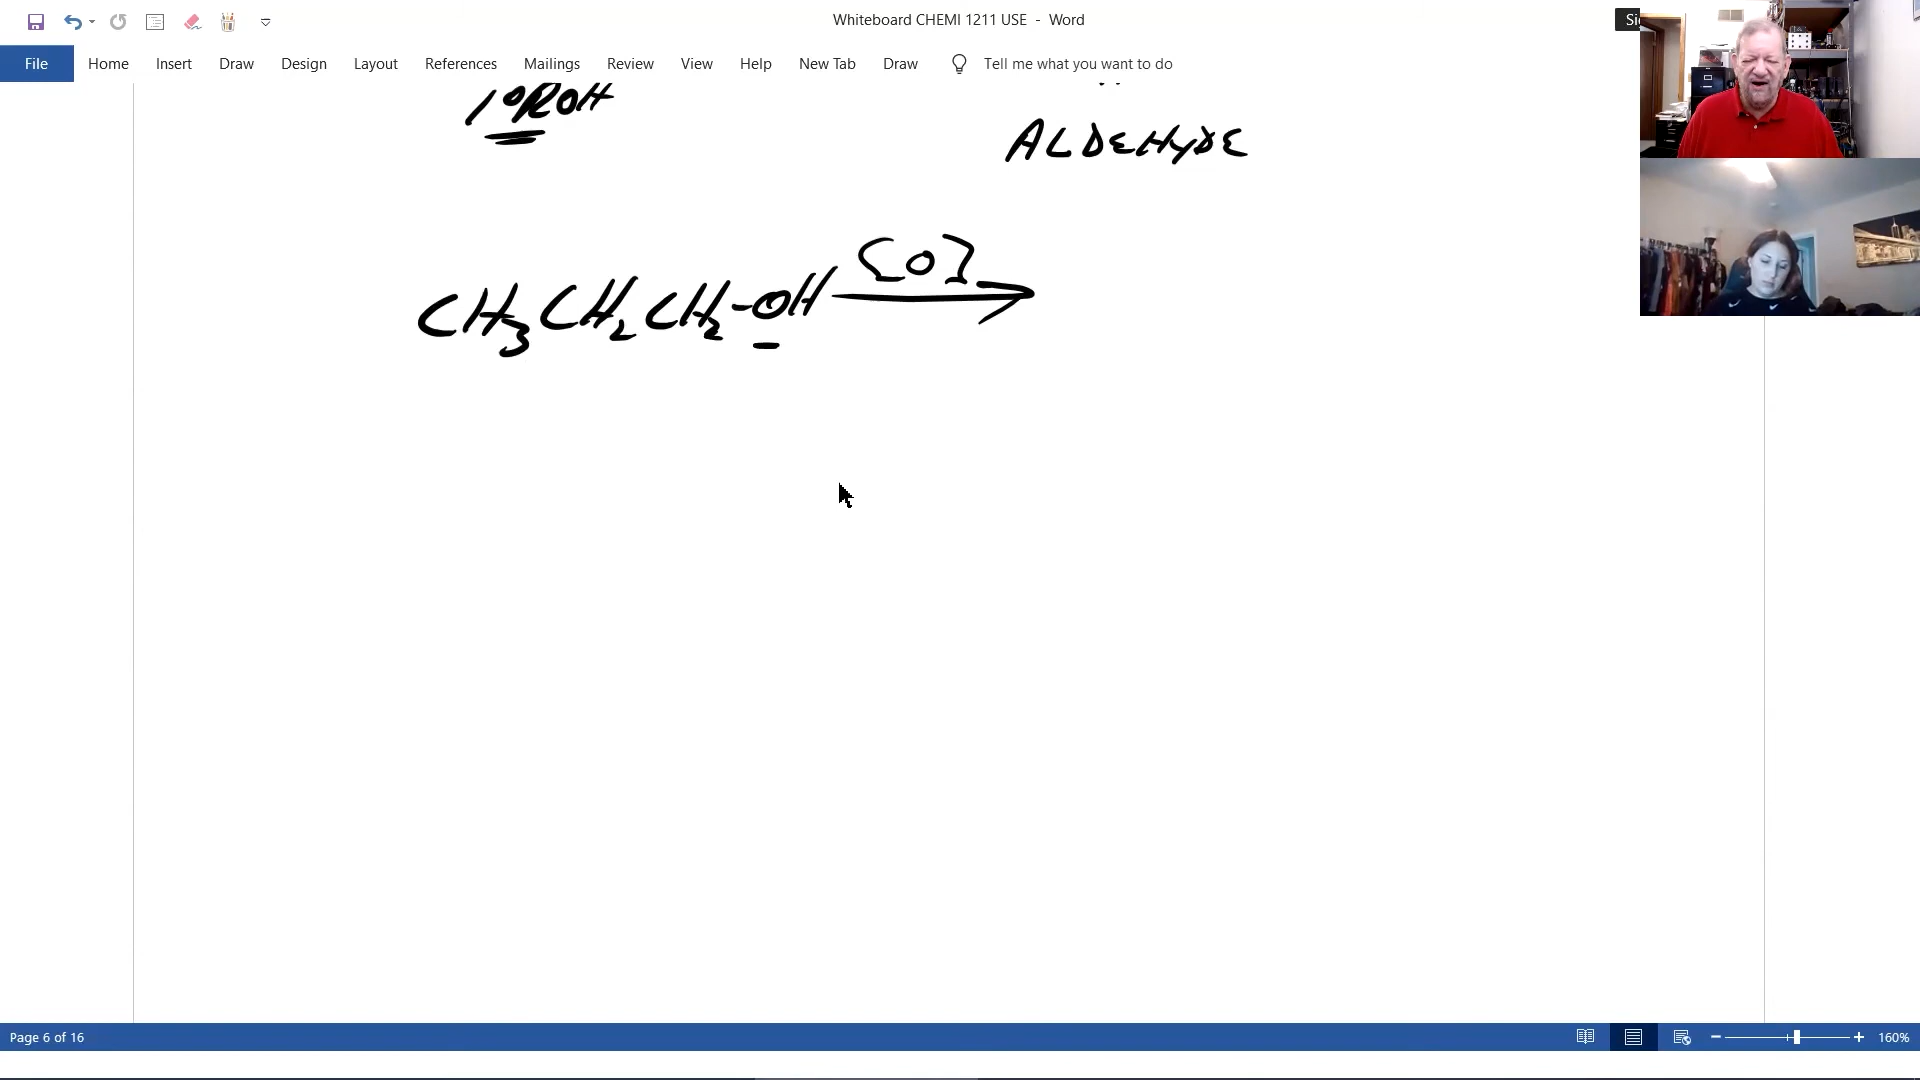 Whiteboard CHEMI 1211 USE - Word
Si
File Home Insert Draw Design Layout References Mailings Review View Help New Tab Draw Tell me what you want to do
1°ROH
ALDEHYDE
CH3CH2CH2-OH [O]
Page 6 of 16
160%